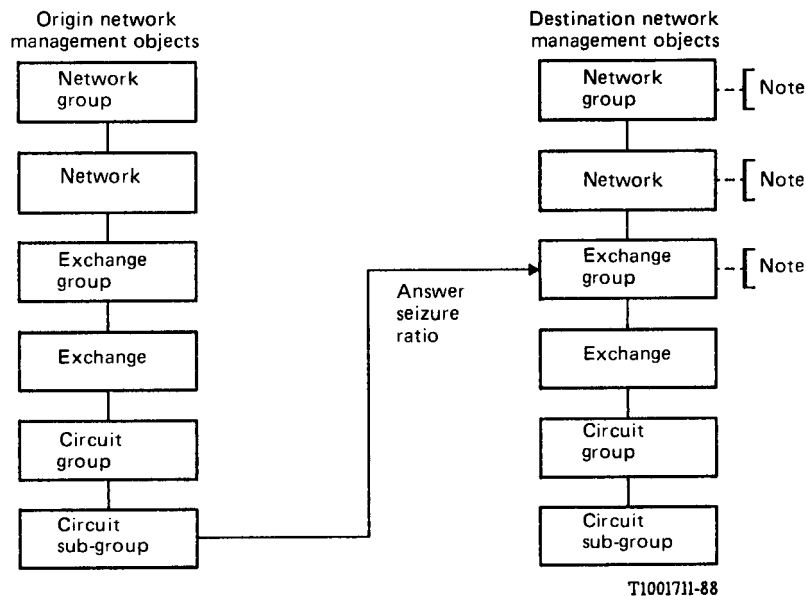 Origin network
management objects
Network
group
Network
Exchange
group
Exchange
Circuit
group
Circuit
sub-group
Answer
seizure
ratio
Destination network
management objects
Network
group
Note
Network
Note
Exchange
group
Note
Exchange
Circuit
group
Circuit
sub-group
T1001711-88